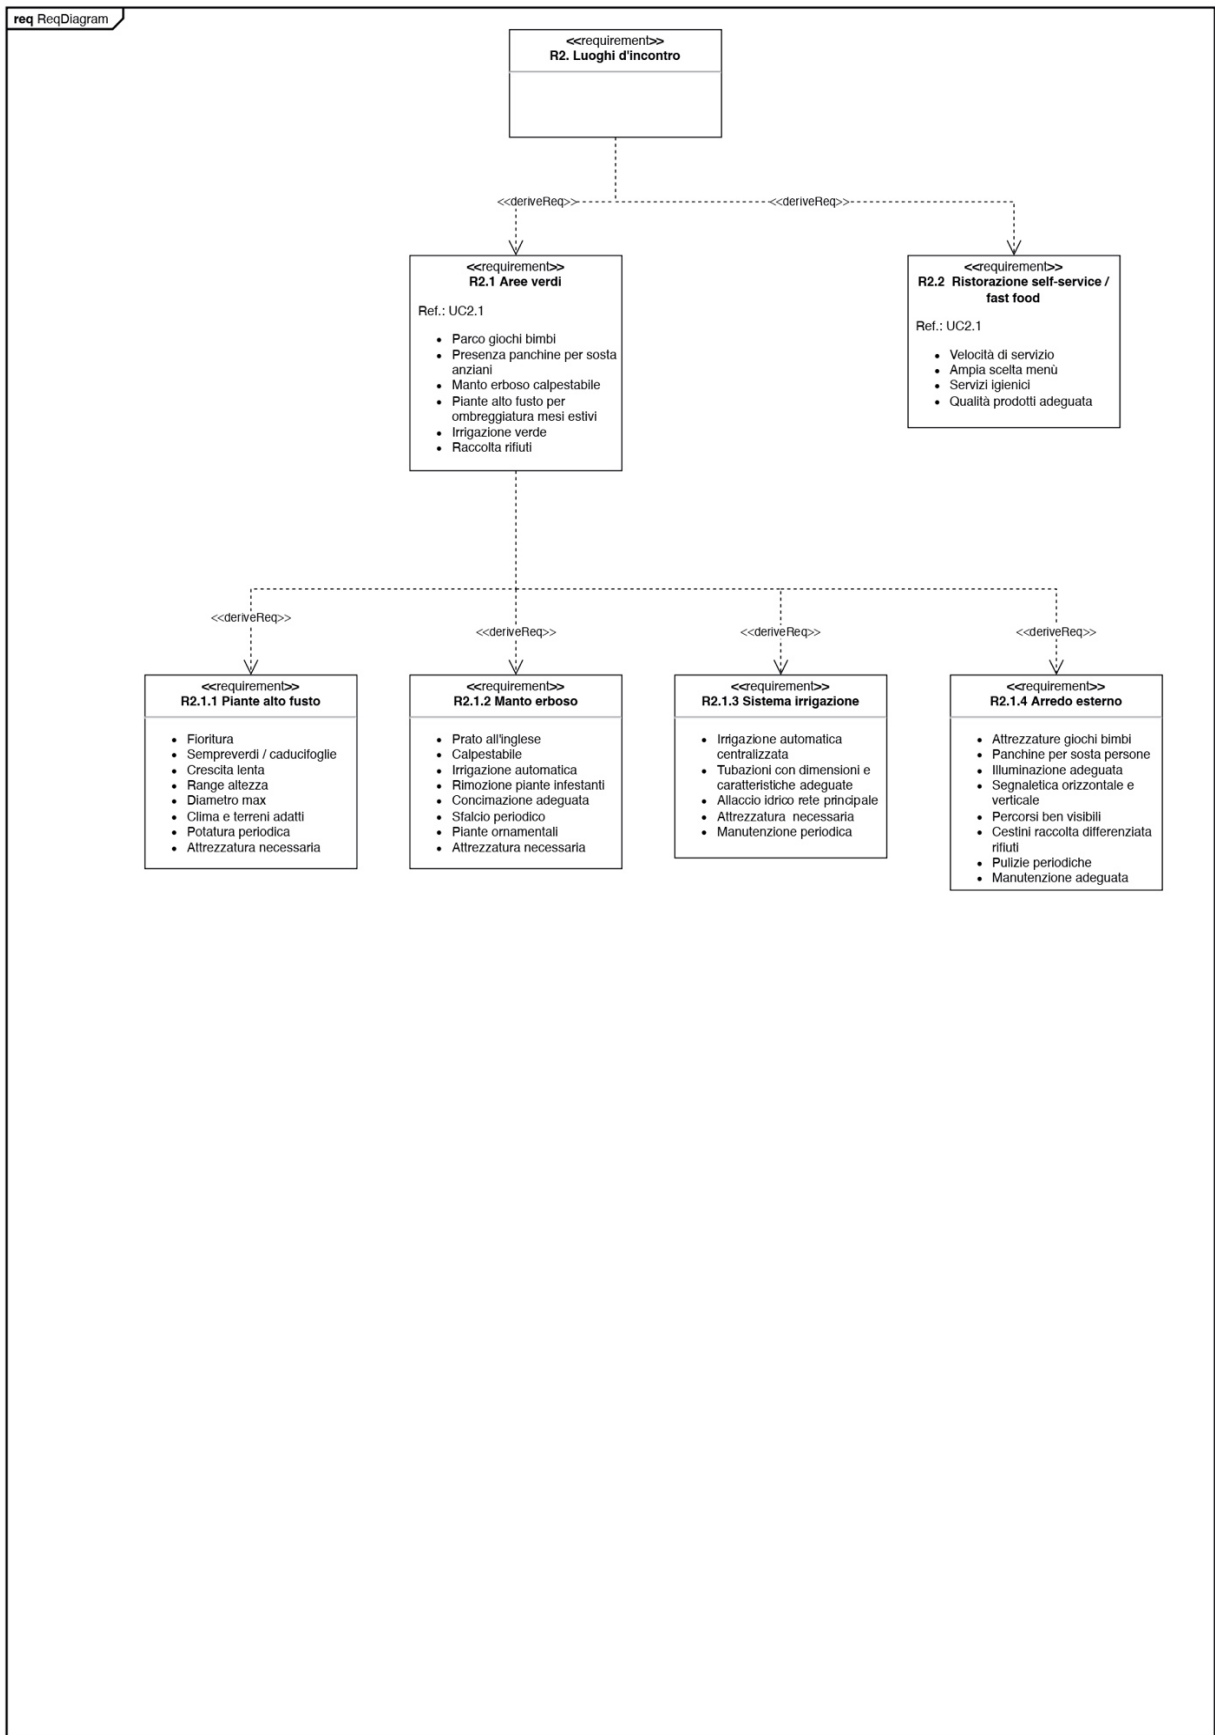 req ReqDiagram
<<requirement>>
R2. Luoghi d'incontro
<<deriveReq>>
<<deriveReq>>
<<requirement>>
R2.1 Aree verdi
Ref.: UC2.1
• Parco giochi bimbi
• Presenza panchine per sosta
anziani
• Manto erboso calpestabile
• Piante alto fusto per
ombreggiatura mesi estivi
• Irrigazione verde
• Raccolta rifiuti
<<requirement>>
R2.2 Ristorazione self-service /
fast food
Ref.: UC2.1
• Velocità di servizio
• Ampia scelta menù
• Servizi igienici
• Qualità prodotti adeguata
<<deriveReq>>
<<deriveReq>>
<<deriveReq>>
<<deriveReq>>
<<requirement>>
R2.1.1 Piante alto fusto
• Fioritura
• Sempreverdi / caducifoglie
• Crescita lenta
• Range altezza
• Diametro max
• Clima e terreni adatti
• Potatura periodica
• Attrezzatura necessaria
<<requirement>>
R2.1.2 Manto erboso
• Prato all'inglese
• Calpestabile
• Irrigazione automatica
• Rimozione piante infestanti
• Concimazione adeguata
• Sfalcio periodico
• Piante ornamentali
• Attrezzatura necessaria
<<requirement>>
R2.1.3 Sistema irrigazione
• Irrigazione automatica
centralizzata
• Tubazioni con dimensioni e
caratteristiche adeguate
• Allaccio idrico rete principale
• Attrezzatura necessaria
• Manutenzione periodica
<<requirement>>
R2.1.4 Arredo esterno
• Attrezzature giochi bimbi
• Panchine per sosta persone
• Illuminazione adeguata
• Segnaletica orizzontale e
verticale
• Percorsi ben visibili
• Cestini raccolta differenziata
rifiuti
• Pulizie periodiche
• Manutenzione adeguata